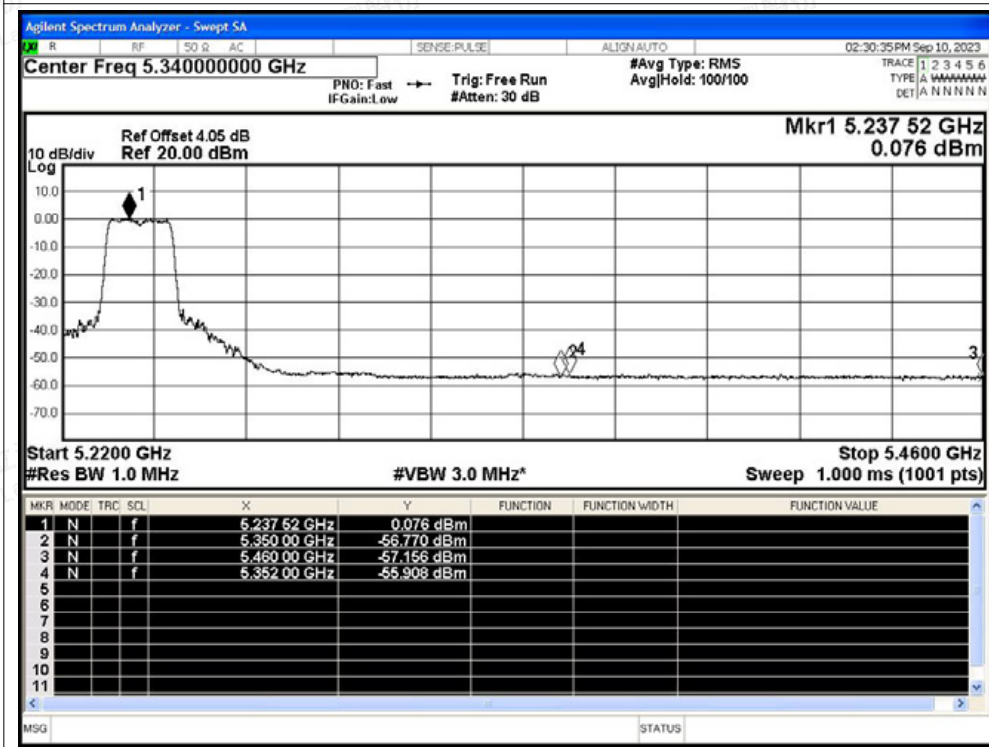 Agilent Spectrum Analyzer - Swept SA
R RF 50 Ω AC SENSE:PULSE ALIGN AUTO 02:30:35 PM Sep 10, 2023
Center Freq 5.340000000 GHz #Avg Type: RMS TRACE 1 2 3 4 5 6
PNO: Fast Trig: Free Run Avg|Hold: 100/100 TYPE A WWWWW
IFGain:Low #Atten: 30 dB DET A N N N N N
Mkr1 5.237 52 GHz
Ref Offset 4.05 dB
10 dB/div Ref 20.00 dBm 0.076 dBm
Log
10.0
1
0.00
-10.0
-20.0
-30.0
-40.0
24
3
-50.0
-60.0
-70.0
Start 5.2200 GHz Stop 5.4600 GHz
#Res BW 1.0 MHz #VBW 3.0 MHz* Sweep 1.000 ms (1001 pts)
MKR MODE TRC SCL X Y FUNCTION FUNCTION WIDTH FUNCTION VALUE
1 N f 5.237 52 GHz 0.076 dBm
2 N f 5.350 00 GHz -56.770 dBm
3 N f 5.460 00 GHz -57.156 dBm
4 N f 5.352 00 GHz -55.908 dBm
5
6
7
8
9
10
11
MSG STATUS